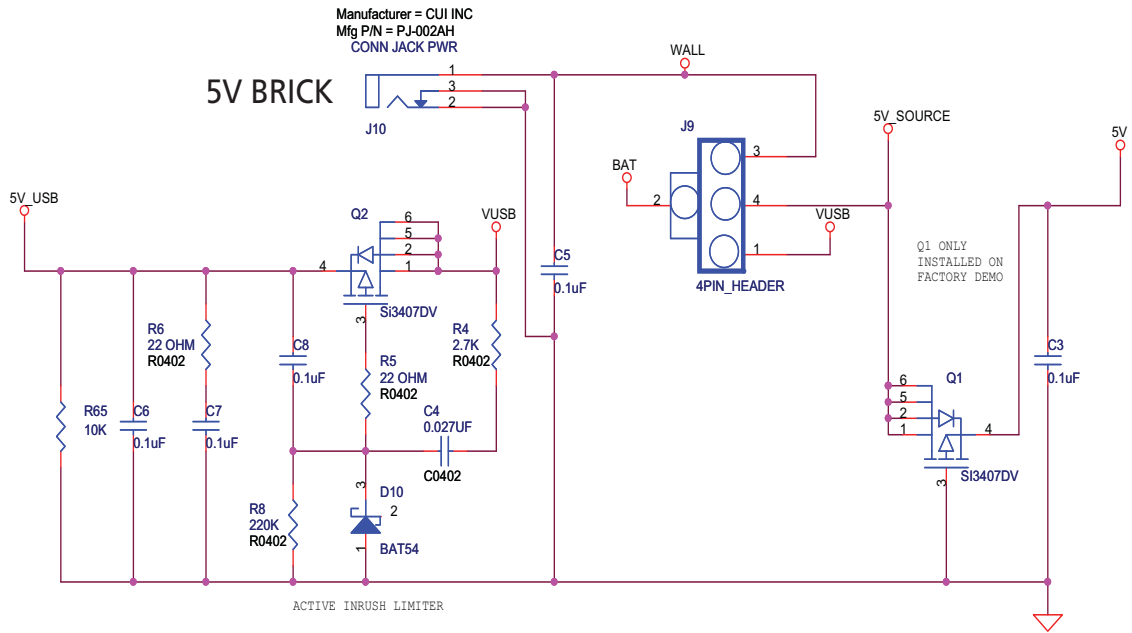 Manufacturer = CUI INC
Mfg P/N = PJ-002AH
CONN JACK PWR
5V BRICK
1
3
2
J10
WALL
J9
3
BAT
2
4
VUSB
1
4PIN_HEADER
5V_SOURCE
5V
5V_USB
Q2
6
5
2
1
4
VUSB
Si3407DV
3
C5
0.1uF
Q1 ONLY
INSTALLED ON
FACTORY DEMO
R6
22 OHM
R0402
C8
0.1uF
R5
22 OHM
R0402
R4
2.7K
R0402
C3
0.1uF
R65
10K
C6
0.1uF
C7
0.1uF
C4
0.027UF
C0402
Q1
6
5
2
1
4
SI3407DV
3
R8
220K
R0402
3
D10
2
1
BAT54
ACTIVE INRUSH LIMITER